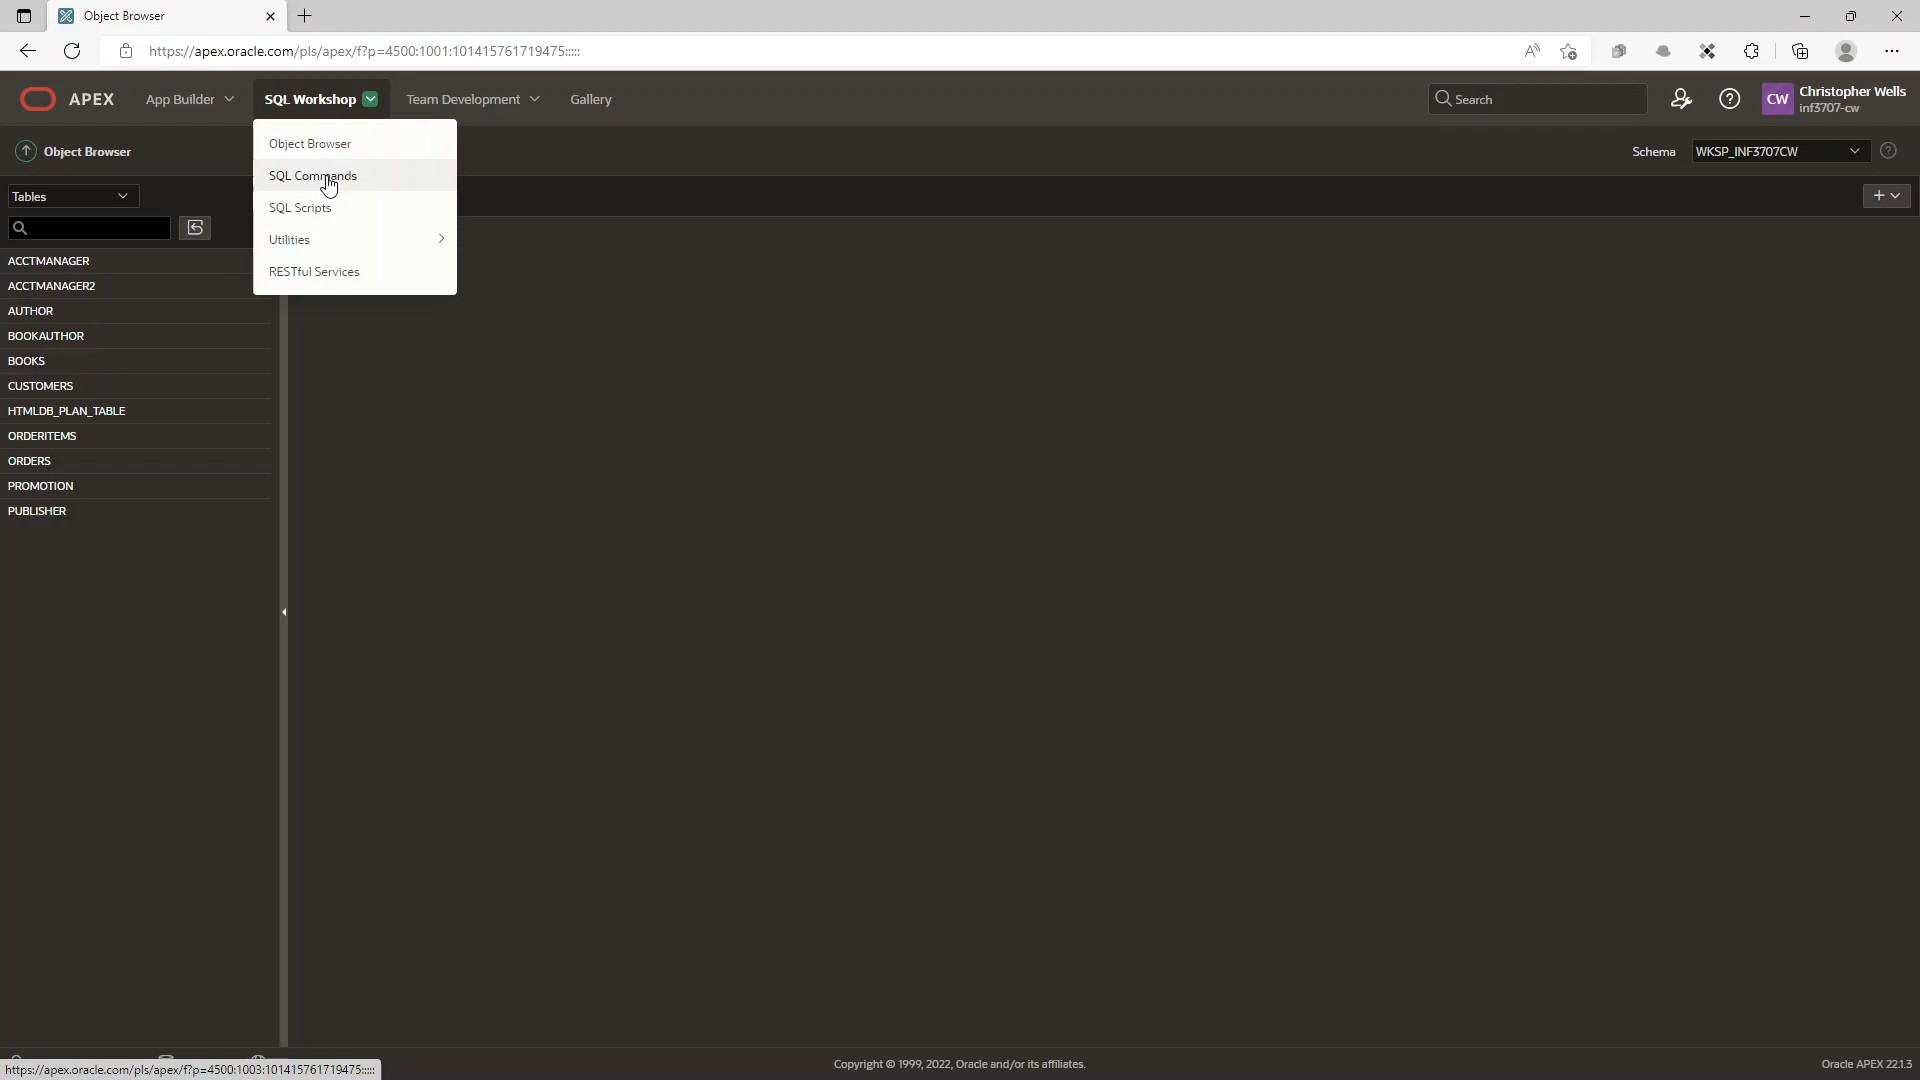 Object Browser
https://apex.oracle.com/pls/apex/f?p=4500:1001:101415761719475:::::
APEX
App Builder
SQL Workshop
Team Development
Gallery
Search
CW
Christopher Wells
inf3707-cw
Object Browser
Schema
WKSP_INF3707CW
Tables
Object Browser
SQL Commands
SQL Scripts
Utilities
RESTful Services
ACCTMANAGER
ACCTMANAGER2
AUTHOR
BOOKAUTHOR
BOOKS
CUSTOMERS
HTMLDB_PLAN_TABLE
ORDERITEMS
ORDERS
PROMOTION
PUBLISHER
https://apex.oracle.com/pls/apex/f?p=4500:1003:101415761719475:::::
Copyright © 1999, 2022, Oracle and/or its affiliates.
Oracle APEX 22.1.3